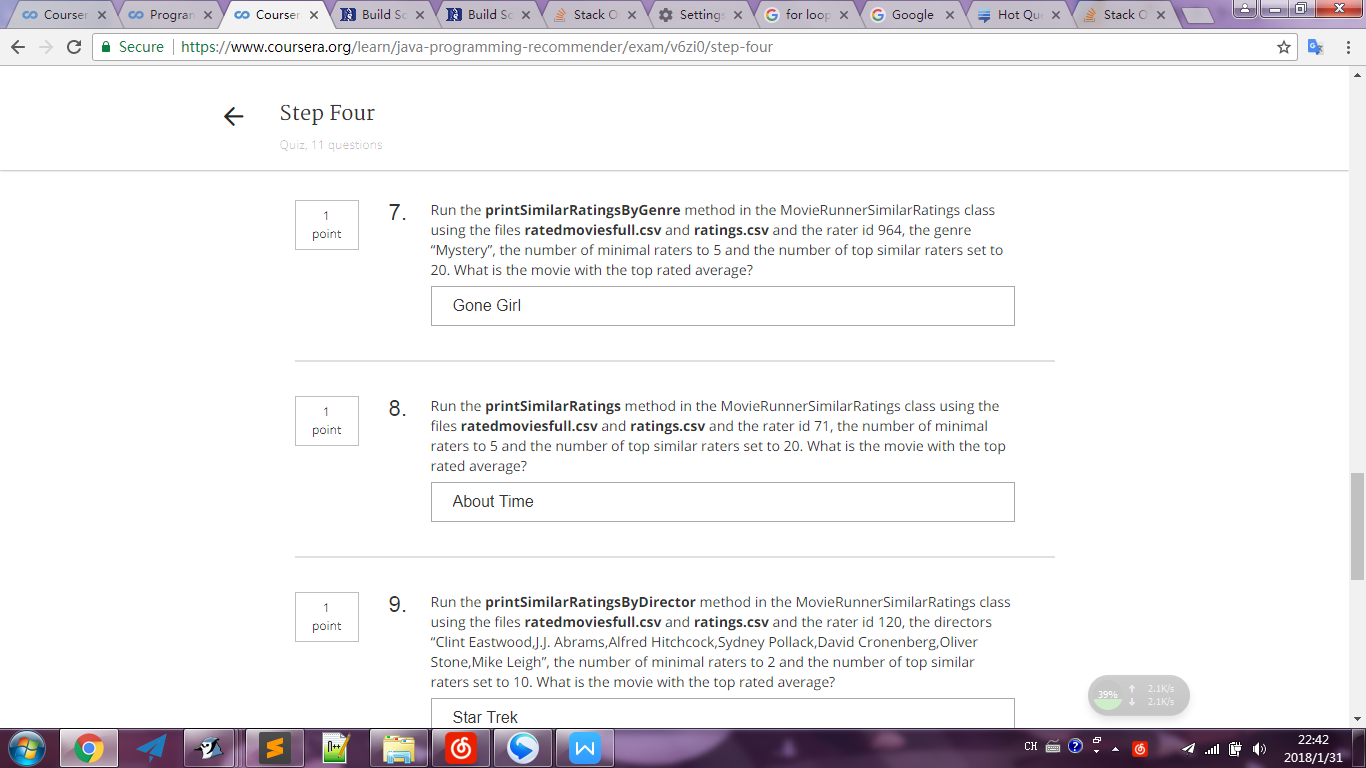 Courser
Program
Courser
Build So
Build So
Stack O
Settings
for loop
Google
Hot Qu
Stack O
Secure
https://www.coursera.org/learn/java-programming-recommender/exam/v6zi0/step-four
Step Four
Quiz, 11 questions
1
point
7.
Run the printSimilarRatingsByGenre method in the MovieRunnerSimilarRatings class
using the files ratedmoviesfull.csv and ratings.csv and the rater id 964, the genre
“Mystery”, the number of minimal raters to 5 and the number of top similar raters set to
20. What is the movie with the top rated average?
Gone Girl
1
point
8.
Run the printSimilarRatings method in the MovieRunnerSimilarRatings class using the
files ratedmoviesfull.csv and ratings.csv and the rater id 71, the number of minimal
raters to 5 and the number of top similar raters set to 20. What is the movie with the top
rated average?
About Time
1
point
9.
Run the printSimilarRatingsByDirector method in the MovieRunnerSimilarRatings class
using the files ratedmoviesfull.csv and ratings.csv and the rater id 120, the directors
“Clint Eastwood,J.J. Abrams,Alfred Hitchcock,Sydney Pollack,David Cronenberg,Oliver
Stone,Mike Leigh”, the number of minimal raters to 2 and the number of top similar
raters set to 10. What is the movie with the top rated average?
Star Trek
39%
2.1K/s
2.1K/s
CH
22:42
2018/1/31